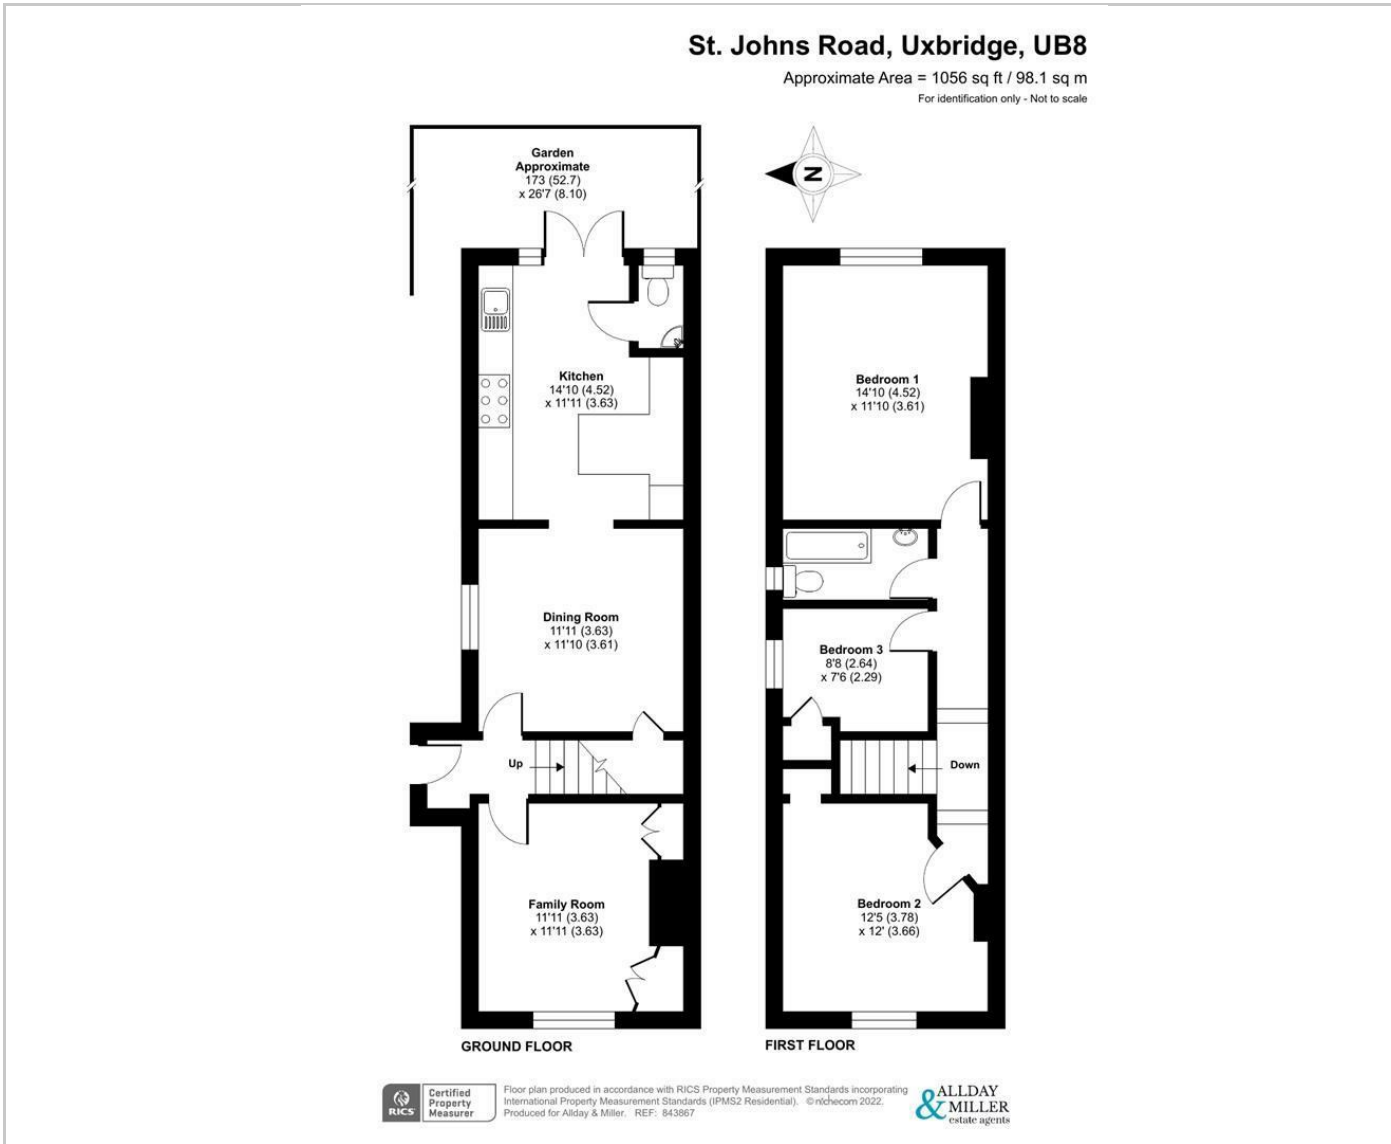 St. Johns Road, Uxbridge, UB8
Approximate Area = 1056 sq ft / 98.1 sq m
For identification only - Not to scale
N
Garden
Approximate
173 (52.7)
x 26'7 (8.10)
Kitchen
14'10 (4.52)
x 11'11 (3.63)
Dining Room
11'11 (3.63)
x 11'10 (3.61)
Up
Family Room
11'11 (3.63)
x 11'11 (3.63)
GROUND FLOOR
Bedroom 1
14'10 (4.52)
x 11'10 (3.61)
Bedroom 3
8'8 (2.64)
x 7'6 (2.29)
Down
Bedroom 2
12'5 (3.78)
x 12' (3.66)
FIRST FLOOR
RICS
Certified
Property
Measurer
Floor plan produced in accordance with RICS Property Measurement Standards incorporating
International Property Measurement Standards (IPMS2 Residential). © nichecom 2022.
Produced for Allday & Miller. REF: 843867
ALLDAY
& MILLER
estate agents